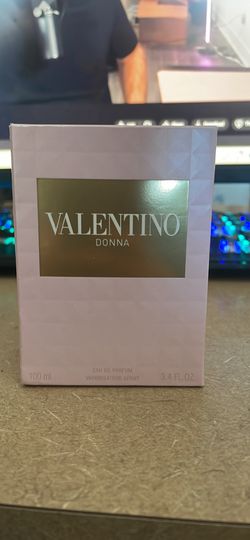 VALENTINO
DONNA
EAU DE PARFUM
VAPORISATEUR SPRAY
100 ml
3.4 FL.OZ